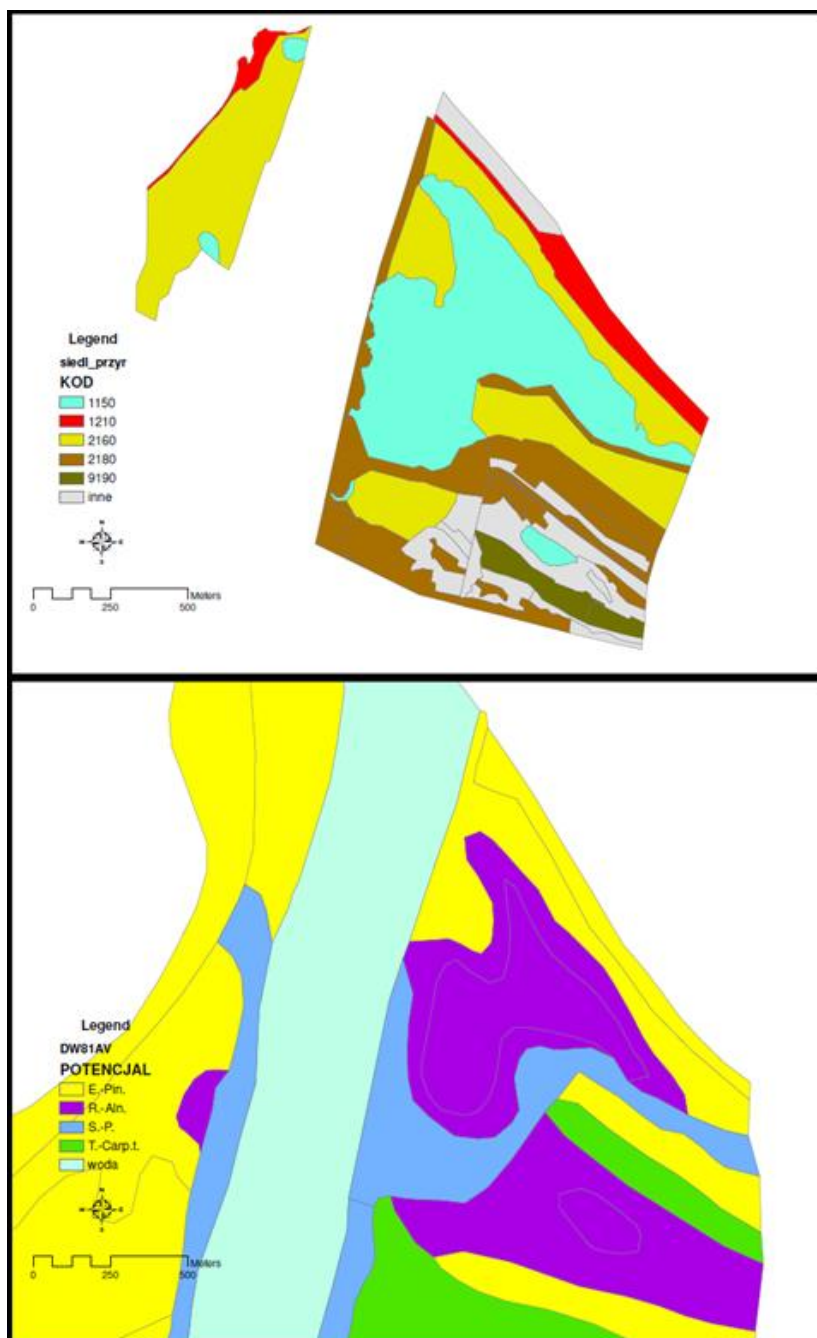 Legend
siedl_przyr
KOD
1150
1210
2160
2180
9190
inne
N
W E
S
Meters
0 250 500
Legend
DW81AV
POTENCJAL
E.-Pin.
R.-Aln.
S.-P.
T.-Carp.t.
woda
N
W E
S
Meters
0 250 500